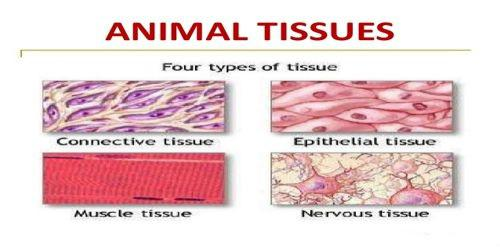 ANIMAL TISSUES
Four types of tissue
Connective tissue
Epithelial tissue
Muscle tissue
Nervous tissue